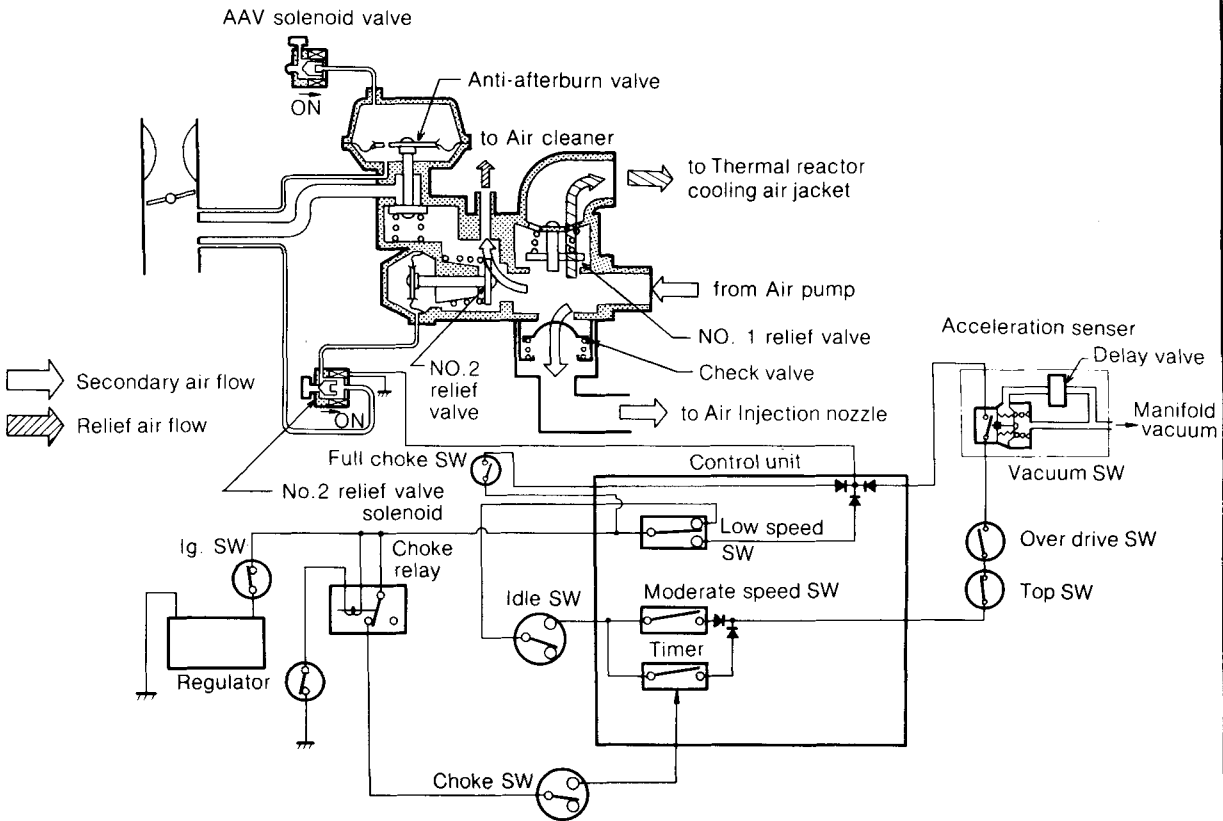 AAV solenoid valve
ON
Anti-afterburn valve
to Air cleaner
to Thermal reactor
cooling air jacket
from Air pump
NO. 1 relief valve
Acceleration senser
Delay valve
Secondary air flow
NO.2
relief
valve
Check valve
Manifold
vacuum
Relief air flow
ON
to Air Injection nozzle
Full choke SW
Control unit
Vacuum SW
No.2 relief valve
solenoid
Low speed
SW
Over drive SW
Ig. SW
Choke
relay
Idle SW
Moderate speed SW
Top SW
Timer
Regulator
Choke SW